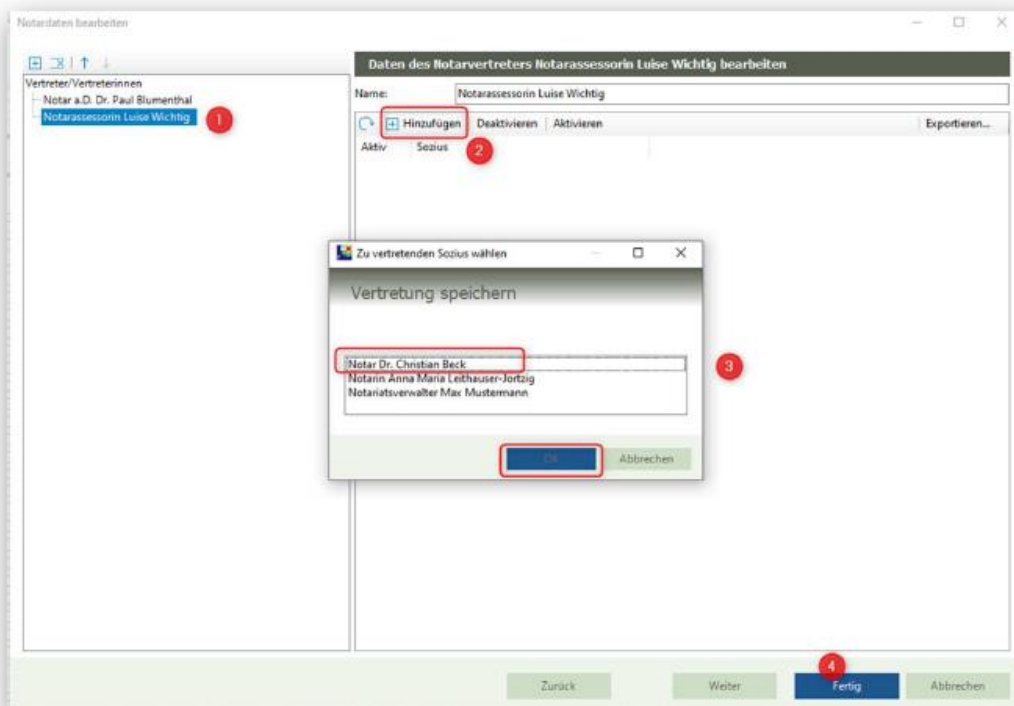 Notardaten bearbeiten
Vertreter/Vertreterinnen
Notar a.D. Dr. Paul Blumenthal
Notarassessorin Luise Wichtig
1
Daten des Notarvertreters Notarassessorin Luise Wichtig bearbeiten
Name: Notarassessorin Luise Wichtig
Hinzufügen Deaktivieren Aktivieren Exportieren...
2
Aktiv Sozius
Zu vertretenden Sozius wählen
Vertretung speichern
Notar Dr. Christian Beck
Notarin Anna Maria Leithauser-Jortzig
Notariatsverwalter Max Mustermann
3
OK Abbrechen
4
Zurück Weiter Fertig Abbrechen